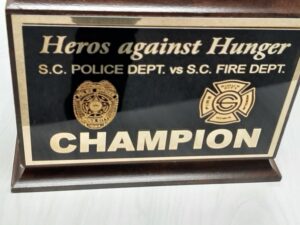 Heros against Hunger
S.C. POLICE DEPT. vs S.C. FIRE DEPT.
CHAMPION